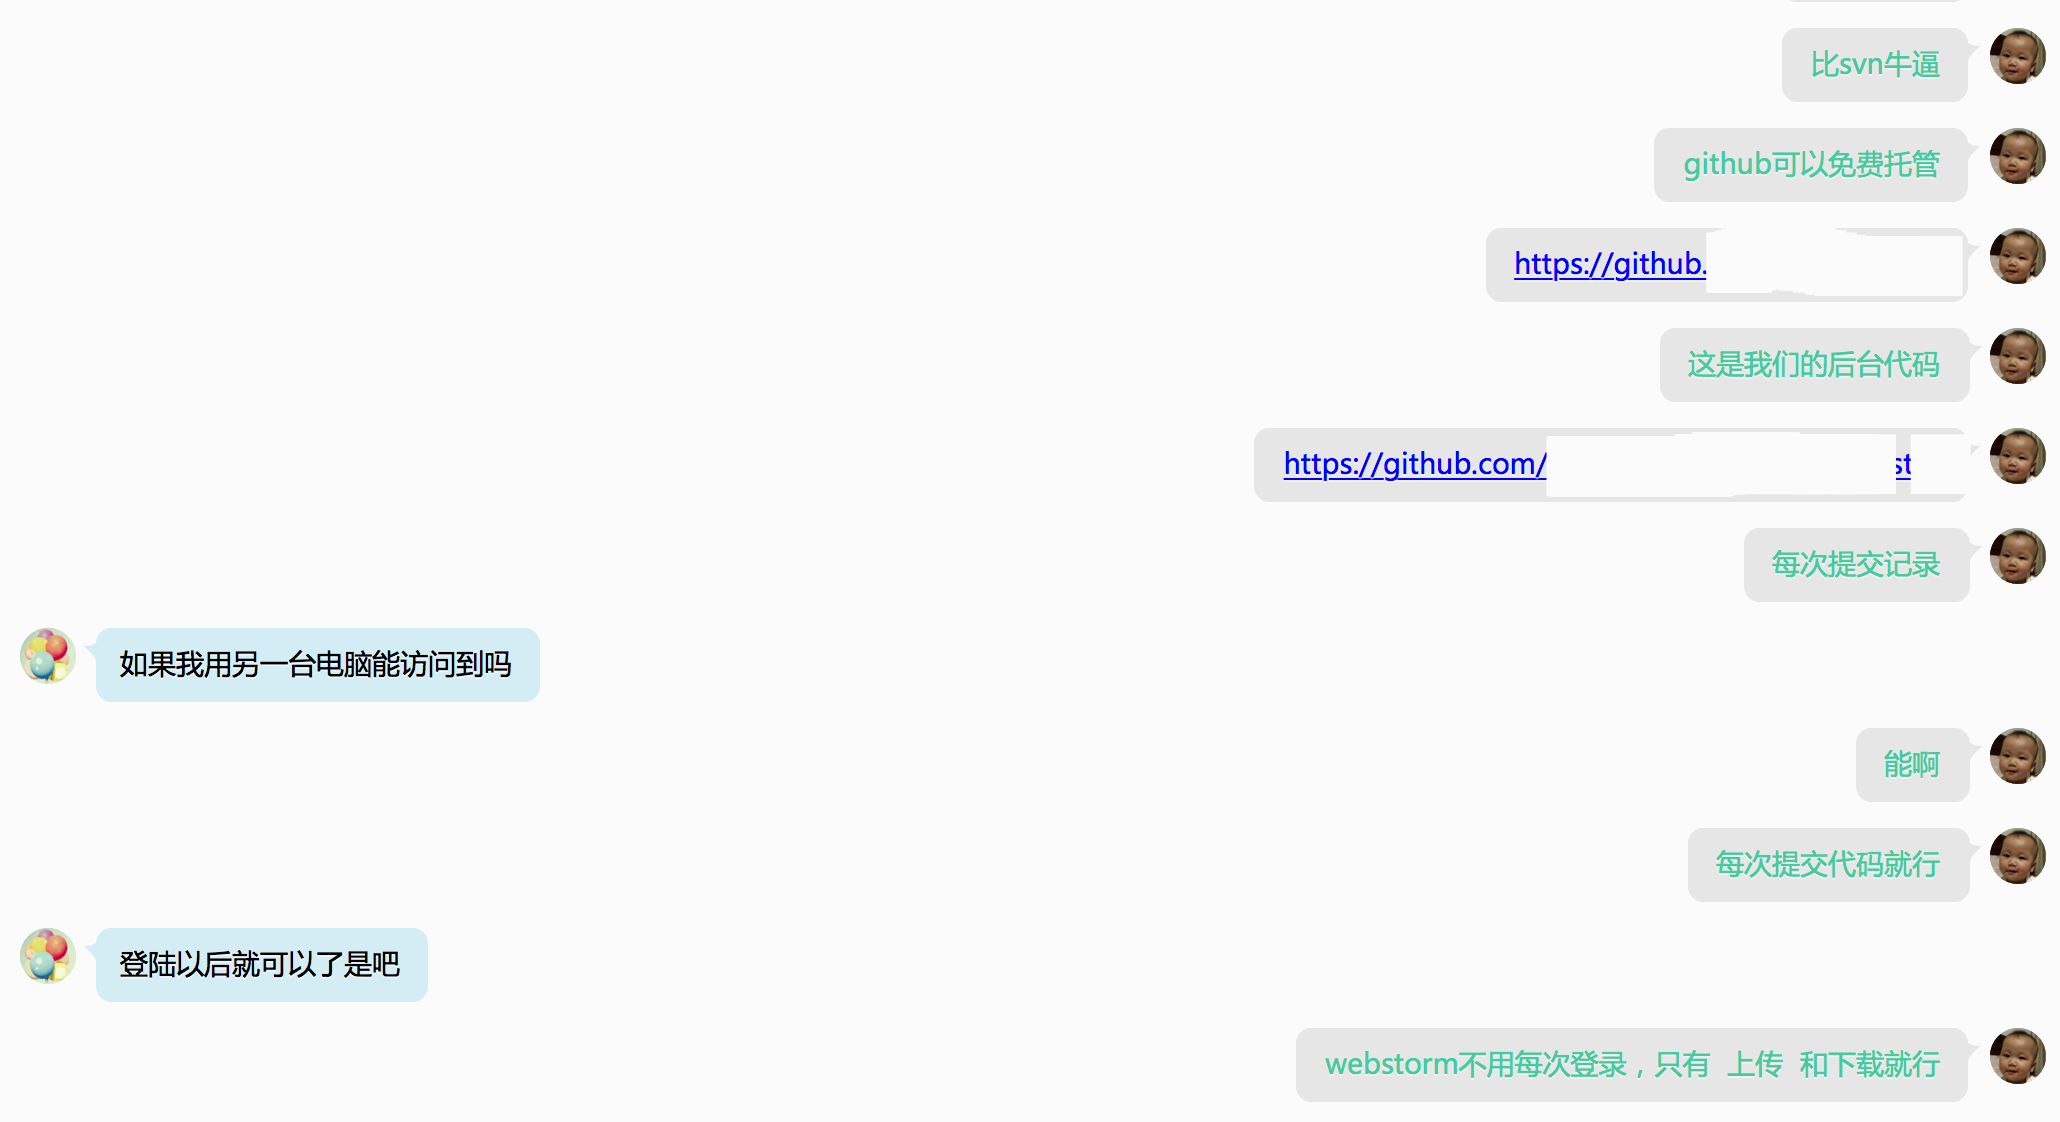 比svn牛逼
github可以免费托管
https://github.
这是我们的后台代码
https://github.com/ st
每次提交记录
如果我用另一台电脑能访问到吗
能啊
每次提交代码就行
登陆以后就可以了是吧
webstorm不用每次登录，只有 上传 和下载就行